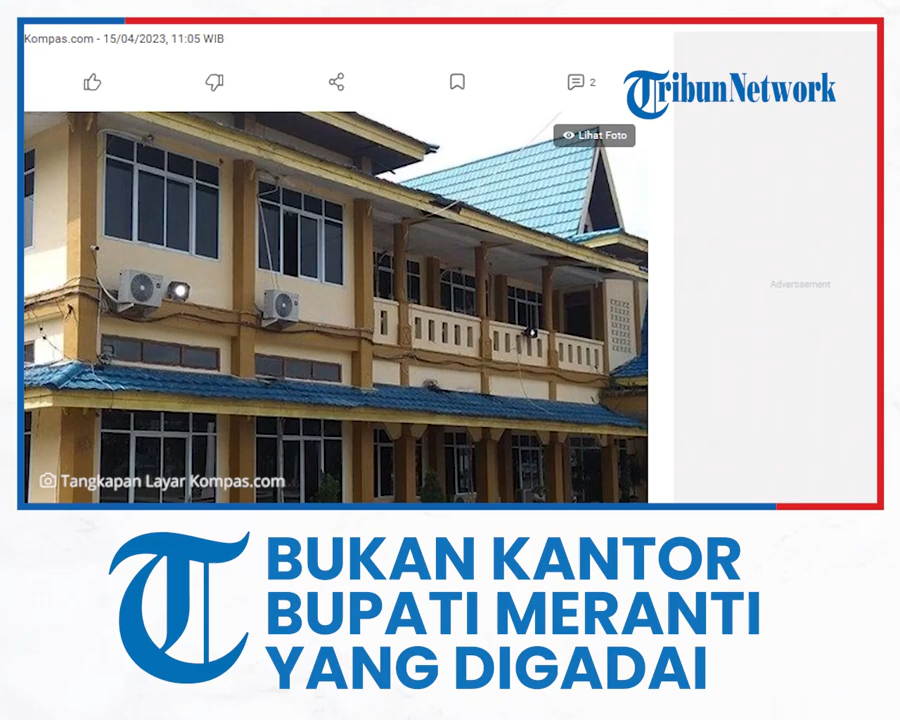 Kompas.com - 15/04/2023, 11:05 WIB
2
TribunNetwork
Lihat Foto
Advertisement
Tangkapan Layar Kompas.com
T BUKAN KANTOR
BUPATI MERANTI
YANG DIGADAI